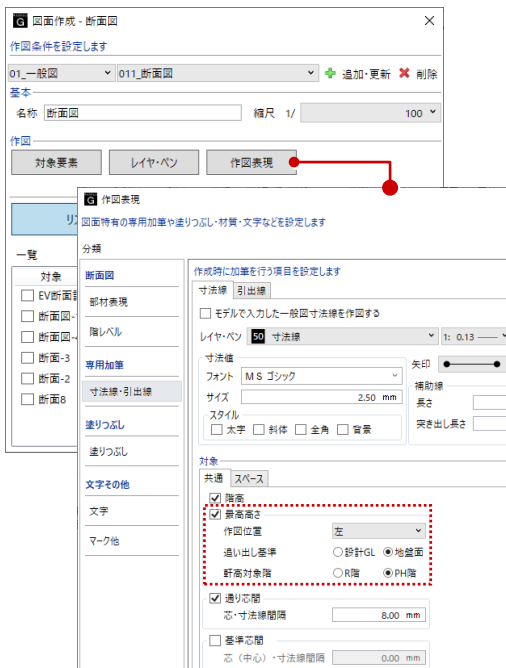 G 図面作成 - 断面図
作図条件を設定します
01_一般図 011_断面図 追加・更新 削除
基本
名称 断面図 縮尺 1/ 100
作図
対象要素 レイヤ・ペン 作図表現
一覧
対象
EV断面
断面図-
断面図-
断面-3
断面-2
断面8
G 作図表現
図面特有の専用加筆や塗りつぶし・材質・文字などを設定します
分類
断面図
部材表現
階レベル
専用加筆
寸法線・引出線
塗りつぶし
塗りつぶし
文字その他
文字
マーク他
作成時に加筆を行う項目を設定します
寸法線 引出線
モデルで入力した一般図寸法線を作図する
レイヤ・ペン 50 寸法線 1: 0.13
寸法値
フォント ＭＳ ゴシック
サイズ 2.50 mm
スタイル
太字 斜体 全角 背景
矢印
補助線
長さ
突き出し長さ
対象
共通 スペース
階高
最高高さ
作図位置 左
追い出し基準 設計GL 地盤面
軒高対象階 R階 PH階
通り芯間
芯・寸法線間隔 8.00 mm
基準芯間
芯（中心）・寸法線間隔 0.00 mm